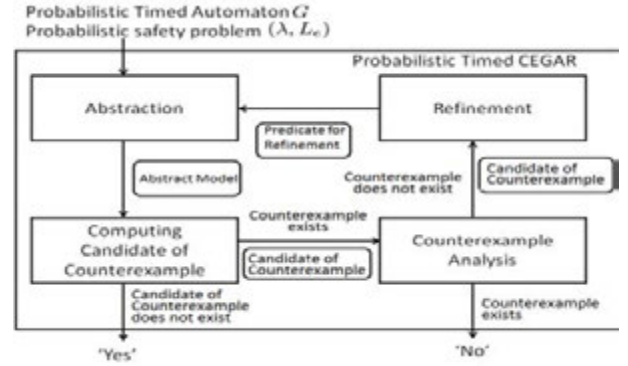 Probabilistic Timed Automaton G
Probabilistic safety problem (λ, Lₑ)
Probabilistic Timed CEGAR
Abstraction
Refinement
Predicate for
Refinement
Abstract Model
Counterexample
does not exist
Candidate of
Counterexample
Computing
Candidate of
Counterexample
Counterexample
exists
Candidate of
Counterexample
Counterexample
Analysis
Candidate of
Counterexample
does not exist
Counterexample
exists
'Yes'
'No'